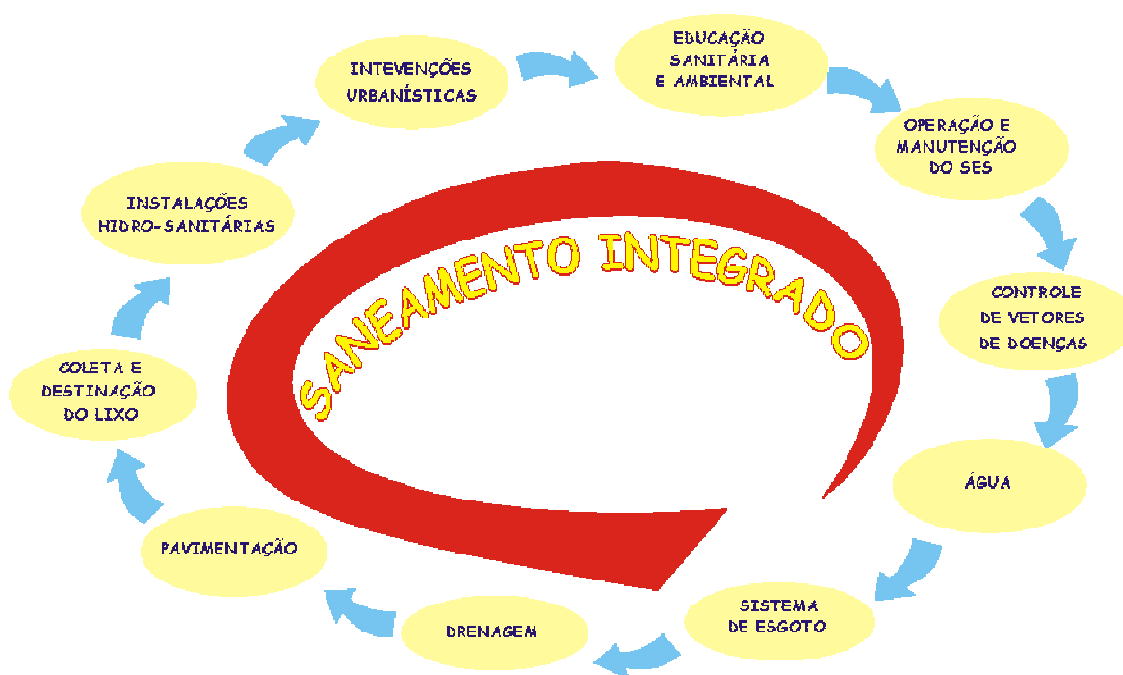 EDUCAÇÃO
SANITÁRIA
E AMBIENTAL
INTEVENÇÕES
URBANÍSTICAS
OPERAÇÃO E
MANUTENÇÃO
DO SES
INSTALAÇÕES
HIDRO-SANITÁRIAS
SANEAMENTO INTEGRADO
CONTROLE
DE VETORES
DE DOENÇAS
COLETA E
DESTINAÇÃO
DO LIXO
ÁGUA
PAVIMENTAÇÃO
SISTEMA
DE ESGOTO
DRENAGEM